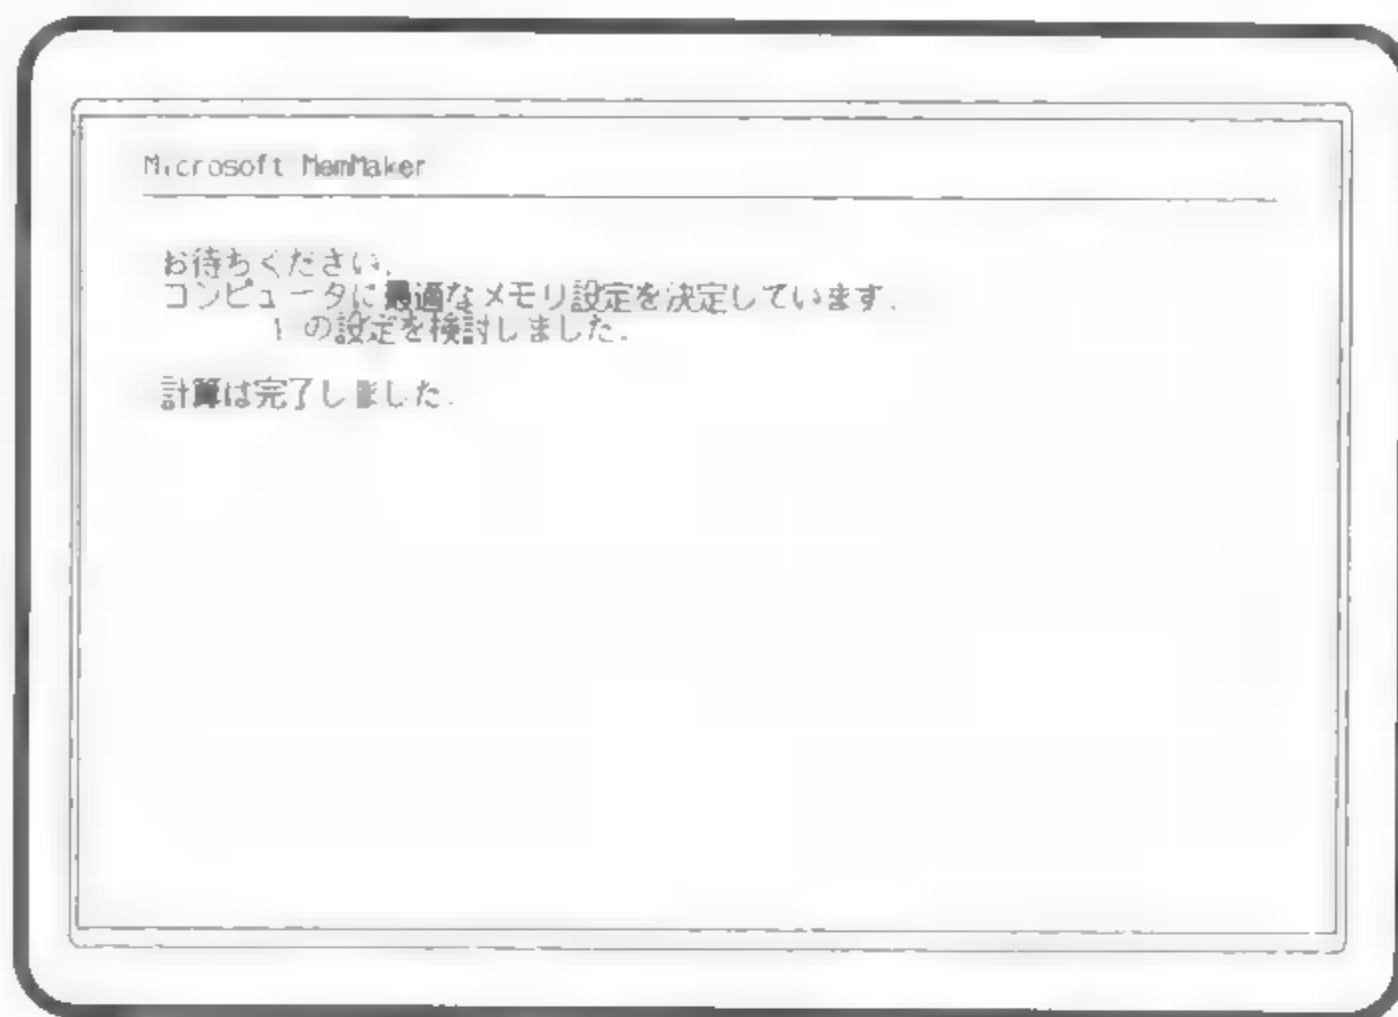 Microsoft MemMaker
お待ちください.
コンピュータに最適なメモリ設定を決定しています.
1 の設定を検討しました.
計算は完了しました.